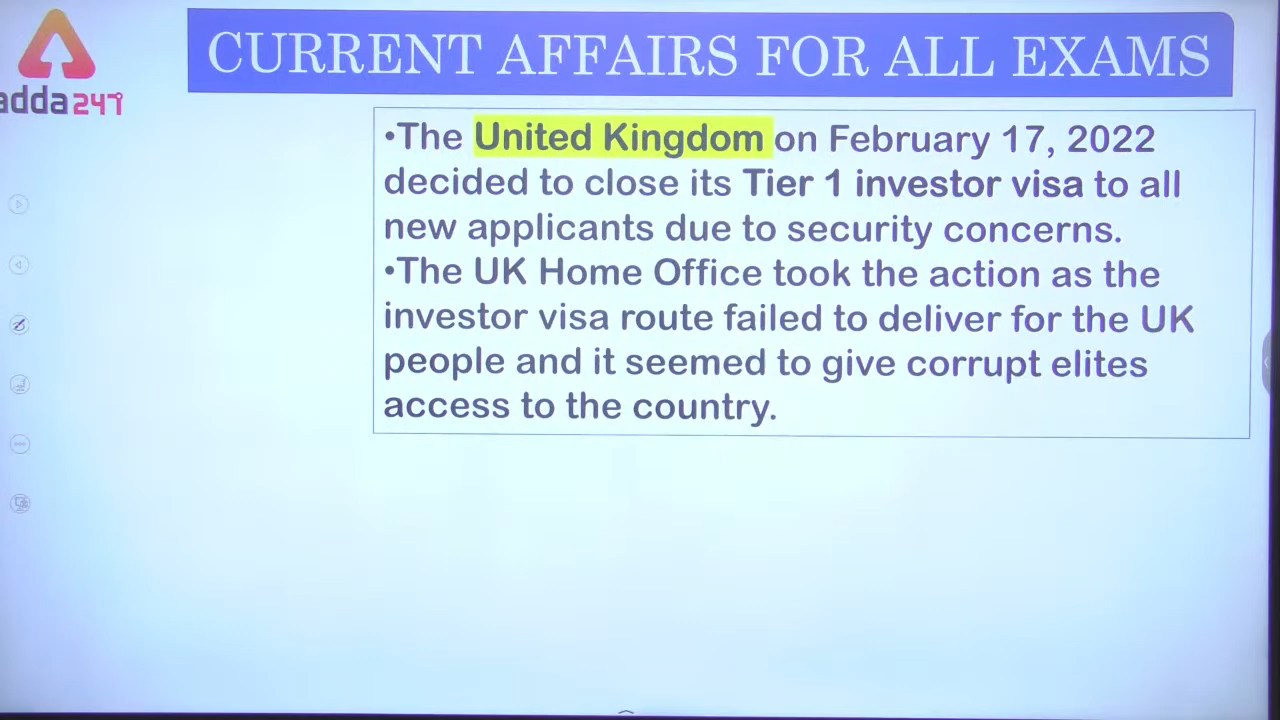 CURRENT AFFAIRS FOR ALL EXAMS
adda247
•The United Kingdom on February 17, 2022
decided to close its Tier 1 investor visa to all
new applicants due to security concerns.
•The UK Home Office took the action as the
investor visa route failed to deliver for the UK
people and it seemed to give corrupt elites
access to the country.